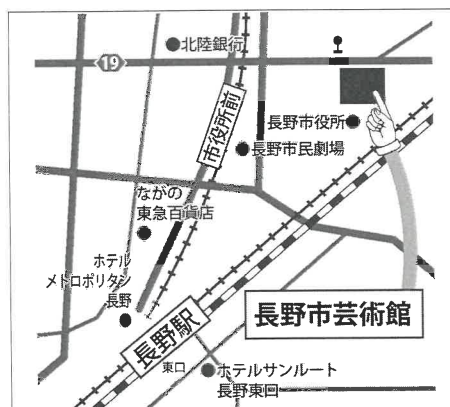 北陸銀行
19
市役所前
長野市役所
長野市民劇場
ながの
東急百貨店
ホテル
メトロポリタン
長野
長野駅
長野市芸術館
東口
ホテルサンルート
長野東口